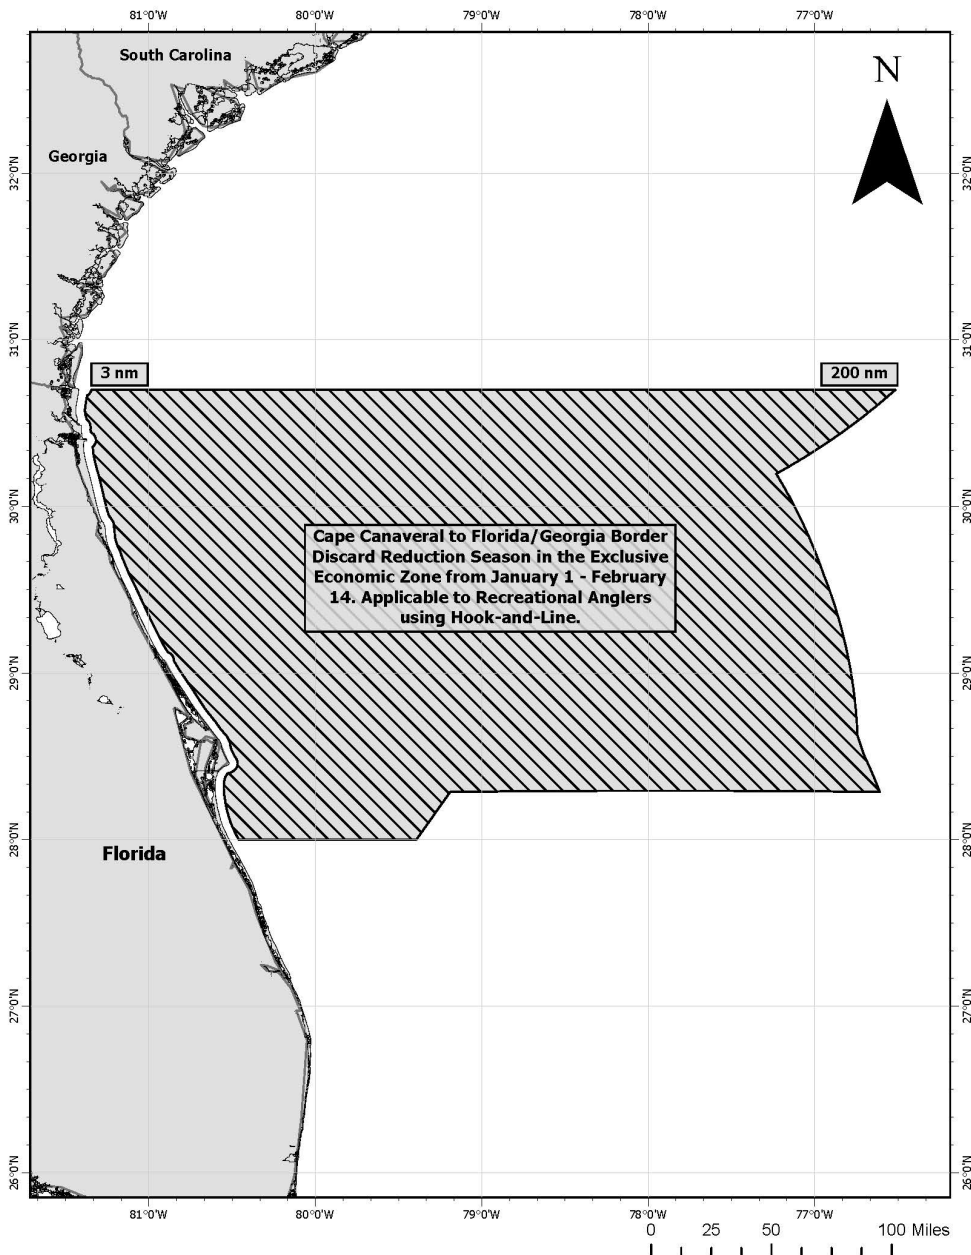 81°0'W 80°0'W 79°0'W 78°0'W 77°0'W
South Carolina
N
Georgia
32°0'N 32°0'N
31°0'N 31°0'N
3 nm 200 nm
30°0'N 30°0'N
Cape Canaveral to Florida/Georgia Border
Discard Reduction Season in the Exclusive
Economic Zone from January 1 - February
14. Applicable to Recreational Anglers
using Hook-and-Line.
29°0'N 29°0'N
28°0'N 28°0'N
Florida
27°0'N 27°0'N
26°0'N 26°0'N
81°0'W 80°0'W 79°0'W 78°0'W 77°0'W
0 25 50 100 Miles